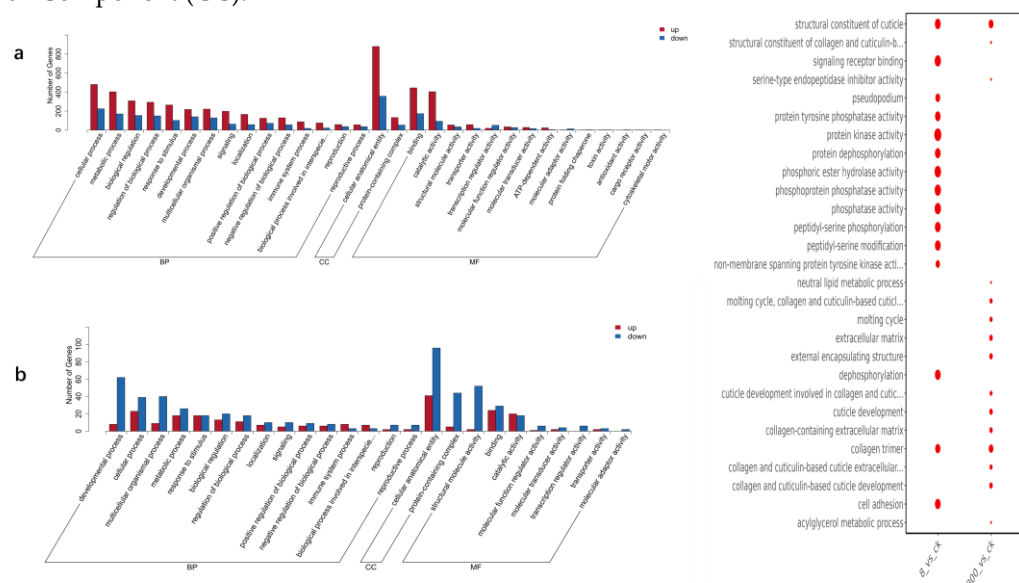 Component (CC).
a
up
down
Number of Genes
800
600
400
200
0
cellular process
metabolic process
biological regulation
regulation of biological process
response to stimulus
developmental process
multicellular organismal process
signaling
localization
positive regulation of biological process
negative regulation of biological process
immune system process
biological process involved in interspecie...
reproduction
reproductive process
cellular anatomical entity
protein-containing complex
binding
catalytic activity
structural molecule activity
transporter activity
transcription regulator activity
molecular function regulator activity
molecular transducer activity
ATP-dependent activity
molecular adaptor activity
protein folding chaperone
toxin activity
antioxidant activity
cargo receptor activity
cytoskeletal motor activity
BP
CC
MF
b
up
down
Number of Genes
100
80
60
40
20
0
developmental process
cellular process
multicellular organismal process
metabolic process
response to stimulus
biological regulation
regulation of biological process
localization
signaling
positive regulation of biological process
negative regulation of biological process
immune system process
biological process involved in interspecie...
reproduction
reproductive process
cellular anatomical entity
protein-containing complex
structural molecule activity
binding
catalytic activity
molecular function regulator activity
molecular transducer activity
transcription regulator activity
transporter activity
molecular adaptor activity
BP
CC
MF
structural constituent of cuticle
structural constituent of collagen and cuticulin-b...
signaling receptor binding
serine-type endopeptidase inhibitor activity
pseudopodium
protein tyrosine phosphatase activity
protein kinase activity
protein dephosphorylation
phosphoric ester hydrolase activity
phosphoprotein phosphatase activity
phosphatase activity
peptidyl-serine phosphorylation
peptidyl-serine modification
non-membrane spanning protein tyrosine kinase acti...
neutral lipid metabolic process
molting cycle, collagen and cuticulin-based cuticl...
molting cycle
extracellular matrix
external encapsulating structure
dephosphorylation
cuticle development involved in collagen and cutic...
cuticle development
collagen-containing extracellular matrix
collagen trimer
collagen and cuticulin-based cuticle extracellular...
collagen and cuticulin-based cuticle development
cell adhesion
acylglycerol metabolic process
8_vs_ck
300_vs_ck